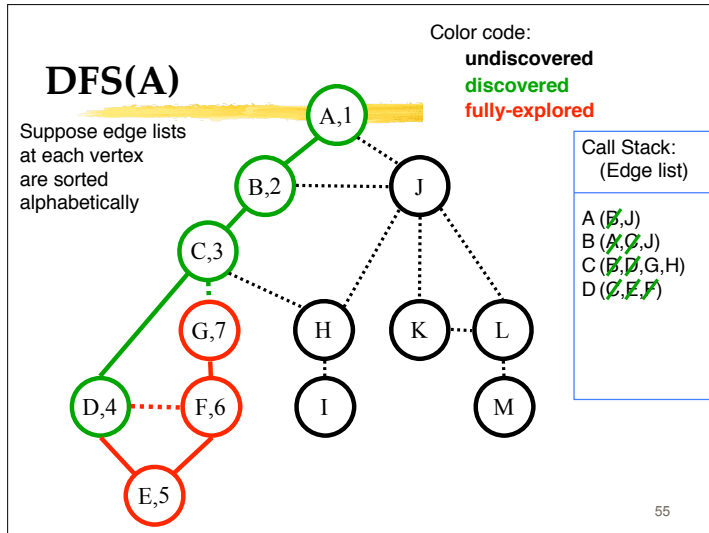 Color code:
undiscovered
discovered
fully-explored
DFS(A)
Suppose edge lists
at each vertex
are sorted
alphabetically
A,1
B,2
J
C,3
G,7
H
K
L
D,4
F,6
I
M
E,5
Call Stack:
(Edge list)
A (B,J)
B (A,C,J)
C (B,D,G,H)
D (C,E,F)
55